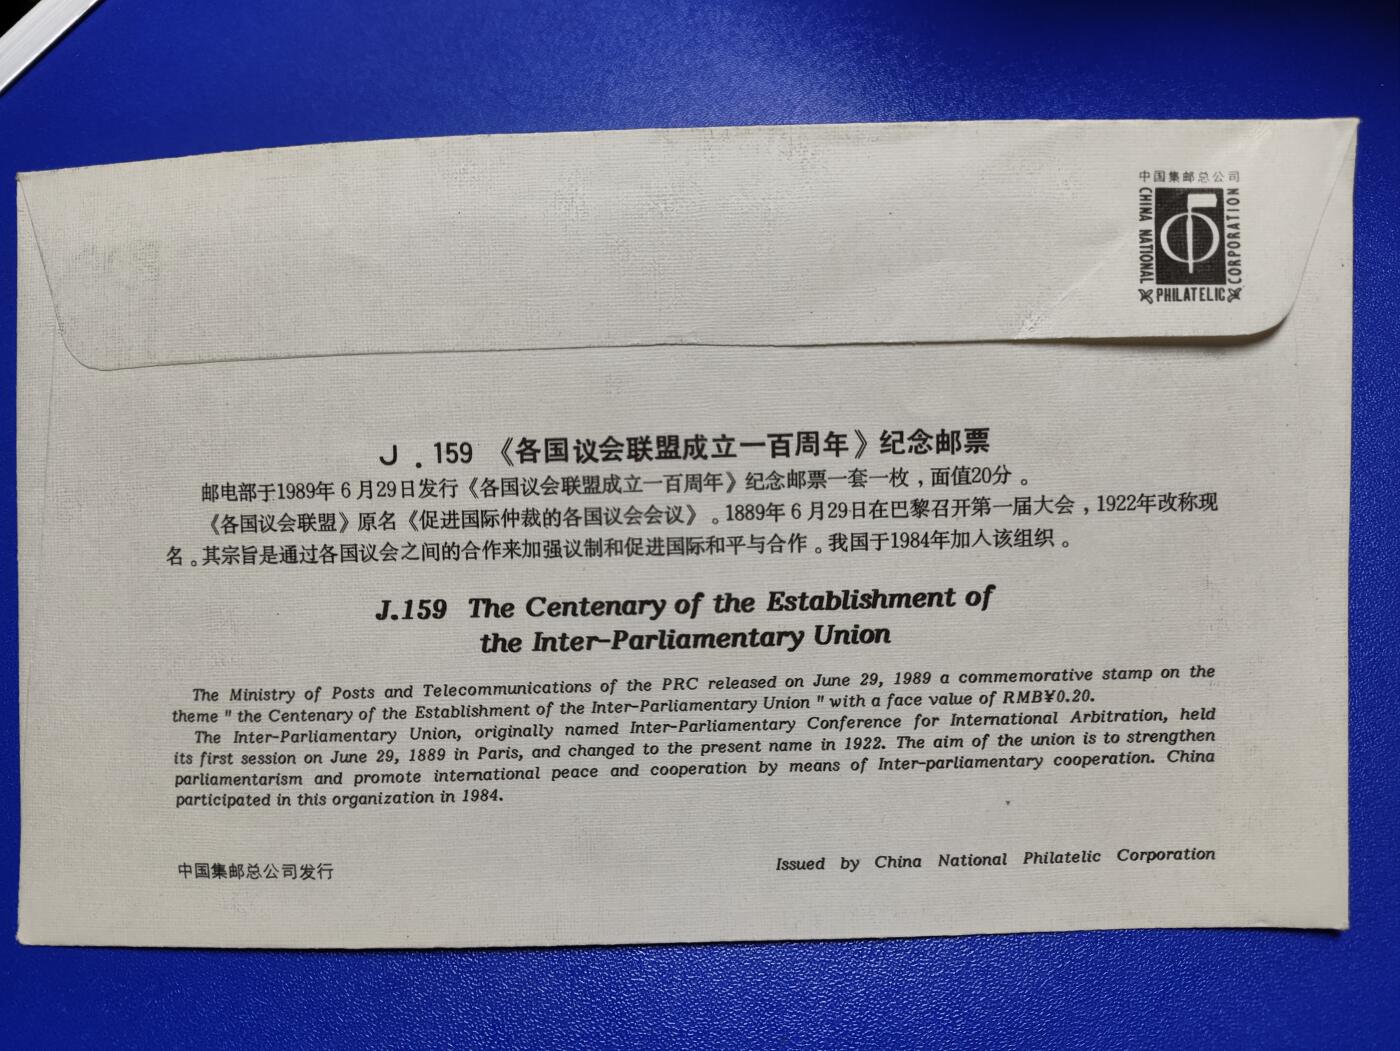 中国集邮总公司
CHINA NATIONAL
PHILATELIC
CORPORATION
J.159 《各国议会联盟成立一百周年》纪念邮票
邮电部于1989年6月29日发行《各国议会联盟成立一百周年》纪念邮票一套一枚，面值20分。
《各国议会联盟》原名《促进国际仲裁的各国议会会议》。1889年6月29日在巴黎召开第一届大会，1922年改称现
名。其宗旨是通过各国议会之间的合作来加强议制和促进国际和平与合作。我国于1984年加入该组织。
J.159 The Centenary of the Establishment of
the Inter-Parliamentary Union
The Ministry of Posts and Telecommunications of the PRC released on June 29, 1989 a commemorative stamp on the
theme " the Centenary of the Establishment of the Inter-Parliamentary Union " with a face value of RMB¥0.20.
The Inter-Parliamentary Union, originally named Inter-Parliamentary Conference for International Arbitration, held
its first session on June 29, 1889 in Paris, and changed to the present name in 1922. The aim of the union is to strengthen
parliamentarism and promote international peace and cooperation by means of Inter-parliamentary cooperation. China
participated in this organization in 1984.
中国集邮总公司发行
Issued by China National Philatelic Corporation